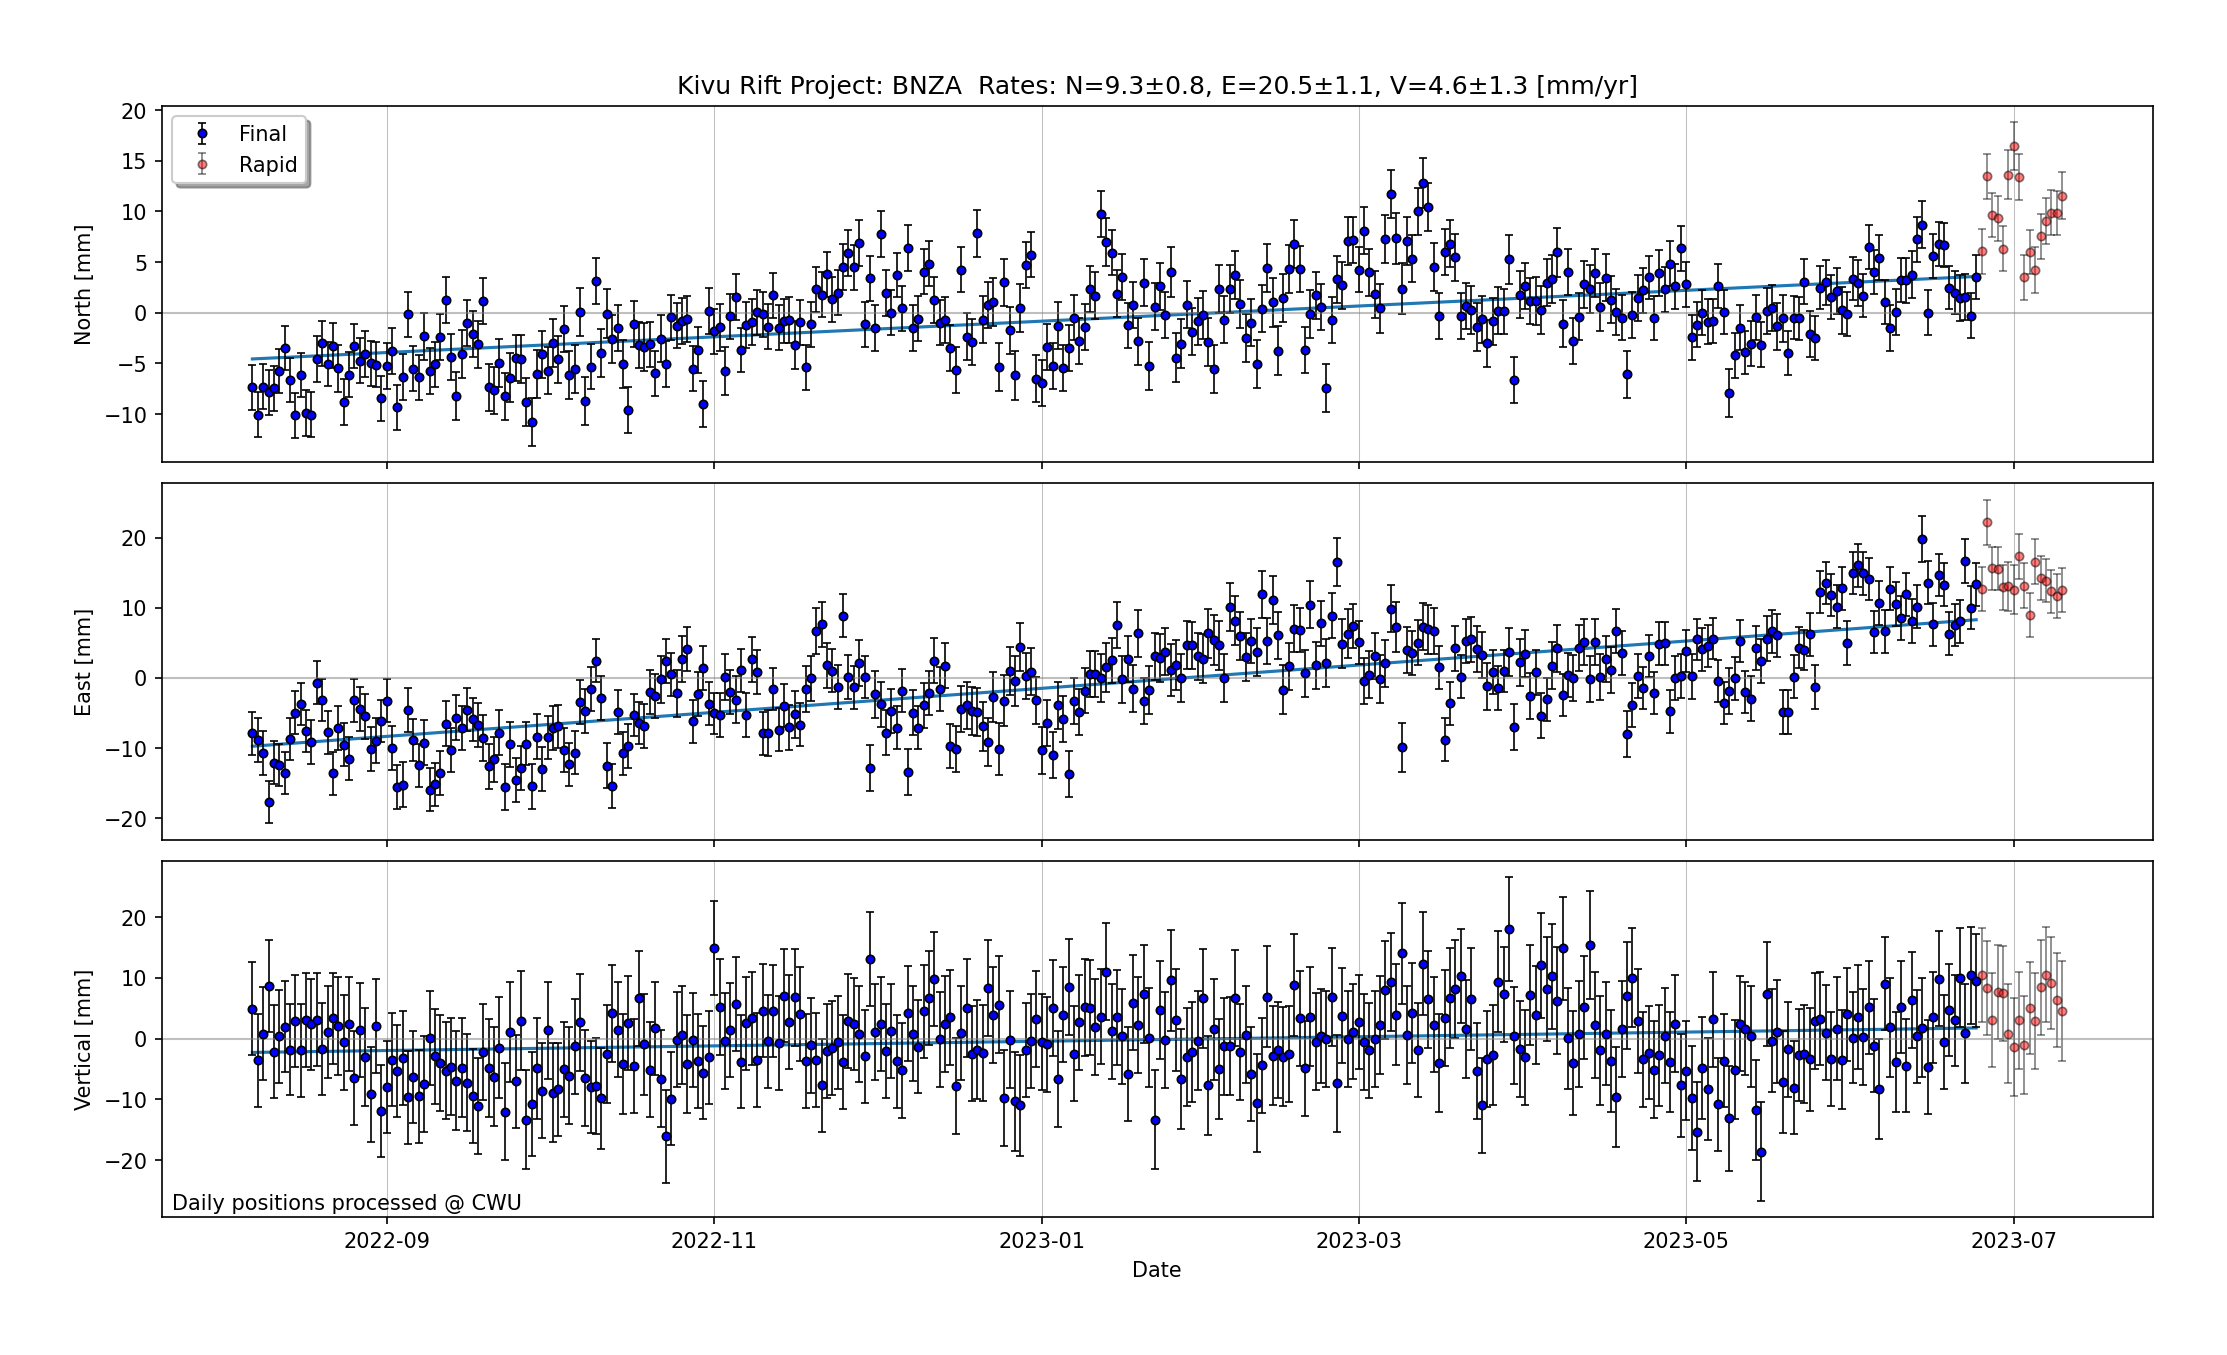 Kivu Rift Project: BNZA  Rates: N=9.3±0.8, E=20.5±1.1, V=4.6±1.3 [mm/yr]
Final
Rapid
North [mm]
20
15
10
5
0
−5
−10
East [mm]
20
10
0
−10
−20
Vertical [mm]
20
10
0
−10
−20
Daily positions processed @ CWU
2022-09 2022-11 2023-01 2023-03 2023-05 2023-07
Date